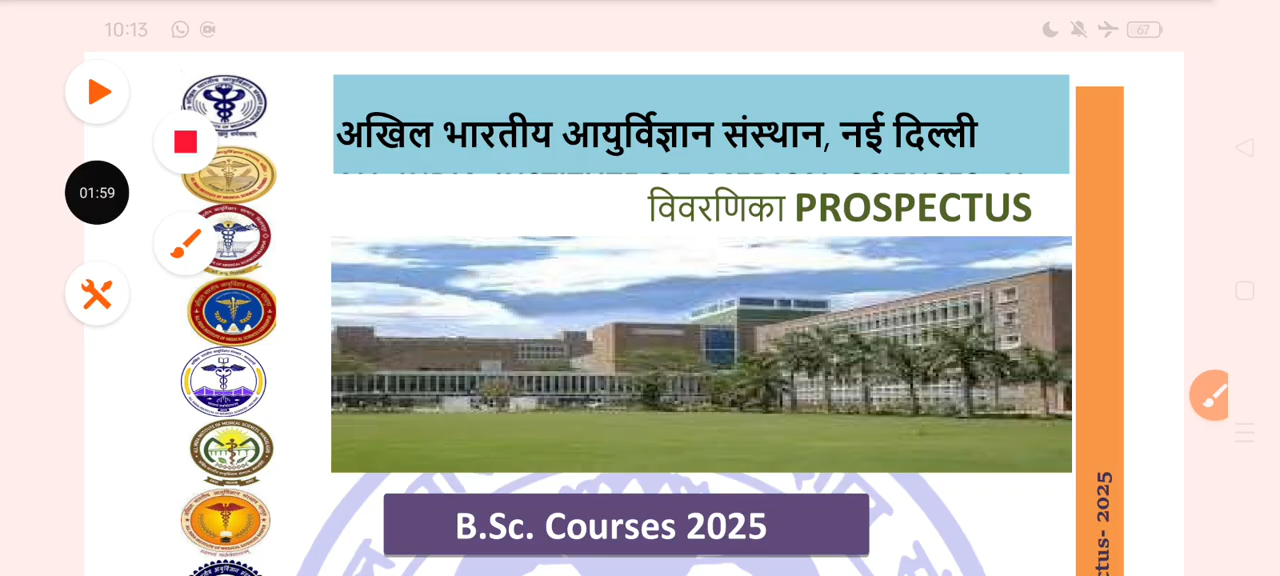 10:13
67
01:59
अखिल भारतीय आयुर्विज्ञान संस्थान, नई दिल्ली
विवरणिका PROSPECTUS
B.Sc. Courses 2025
ctus- 2025